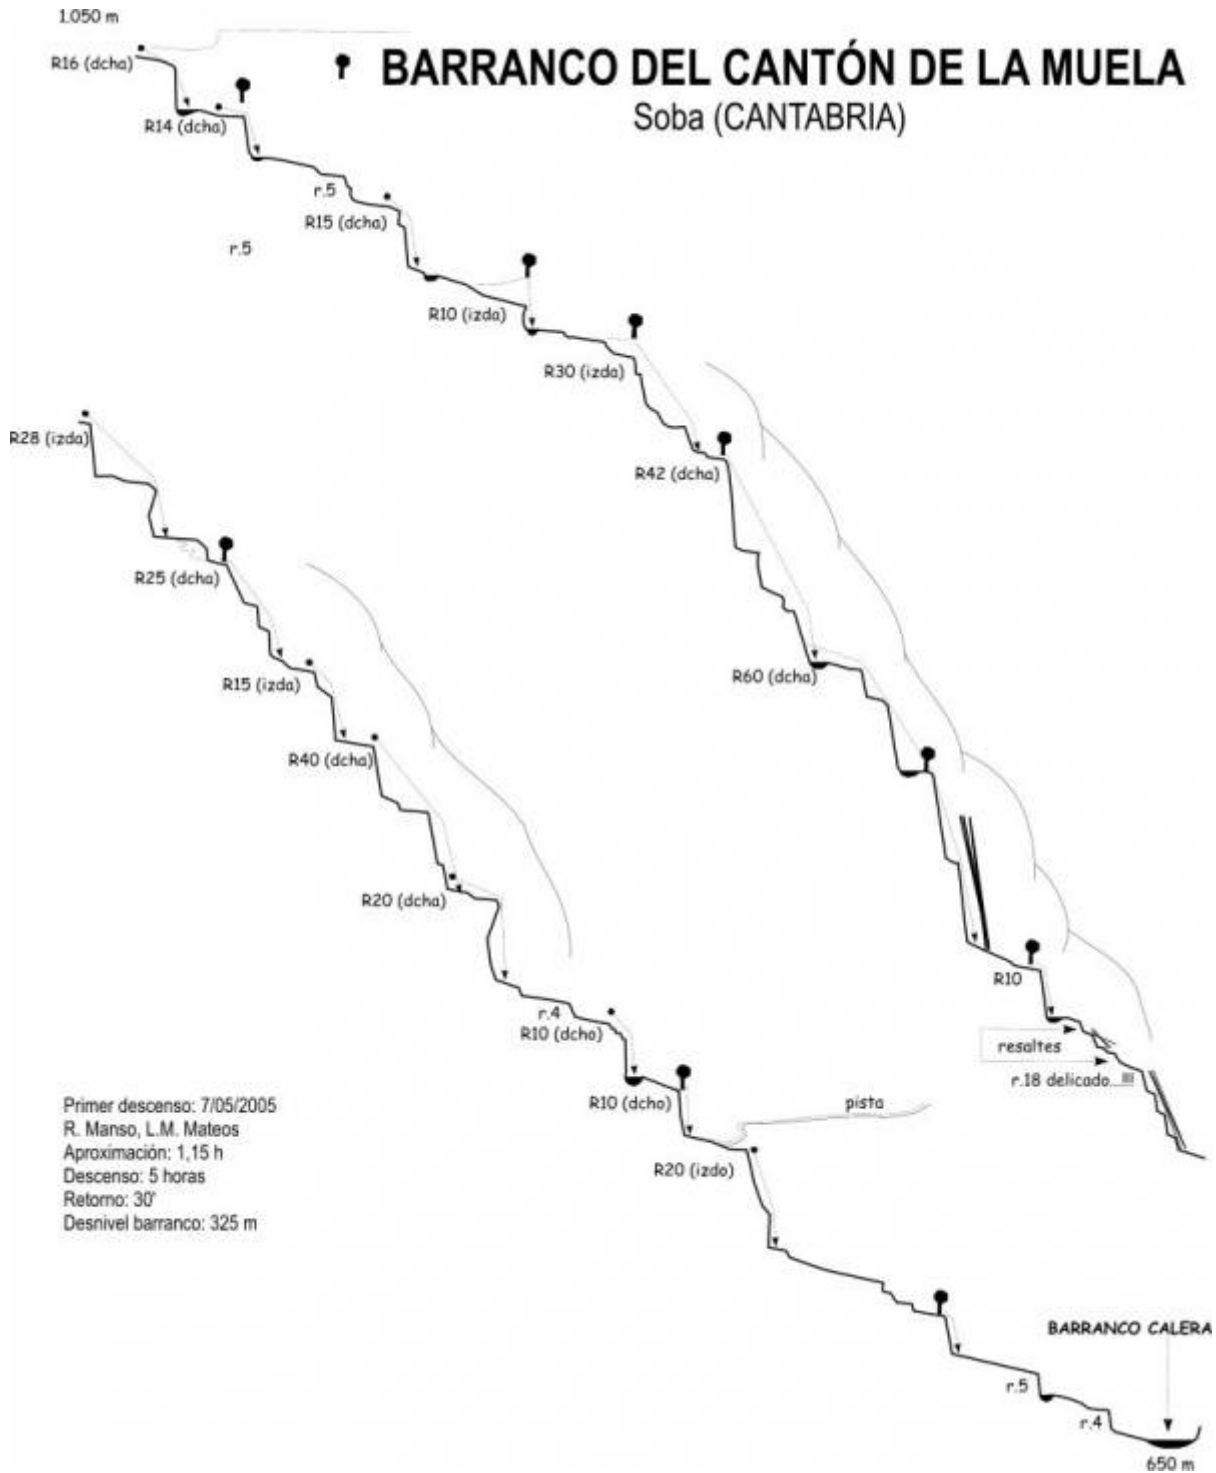 1.050 m
BARRANCO DEL CANTÓN DE LA MUELA
Soba (CANTABRIA)
R16 (dcha)
R14 (dcha)
r.5
R15 (dcha)
r.5
R10 (izda)
R30 (izda)
R42 (dcha)
R60 (dcha)
R10
resaltes
r.18 delicado
R28 (izda)
R25 (dcha)
R15 (izda)
R40 (dcha)
R20 (dcha)
r.4
R10 (dcho)
R10 (dcho)
pista
R20 (izdo)
Primer descenso: 7/05/2005
R. Manso, L.M. Mateos
Aproximación: 1,15 h
Descenso: 5 horas
Retorno: 30'
Desnivel barranco: 325 m
BARRANCO CALERA
r.5
r.4
650 m